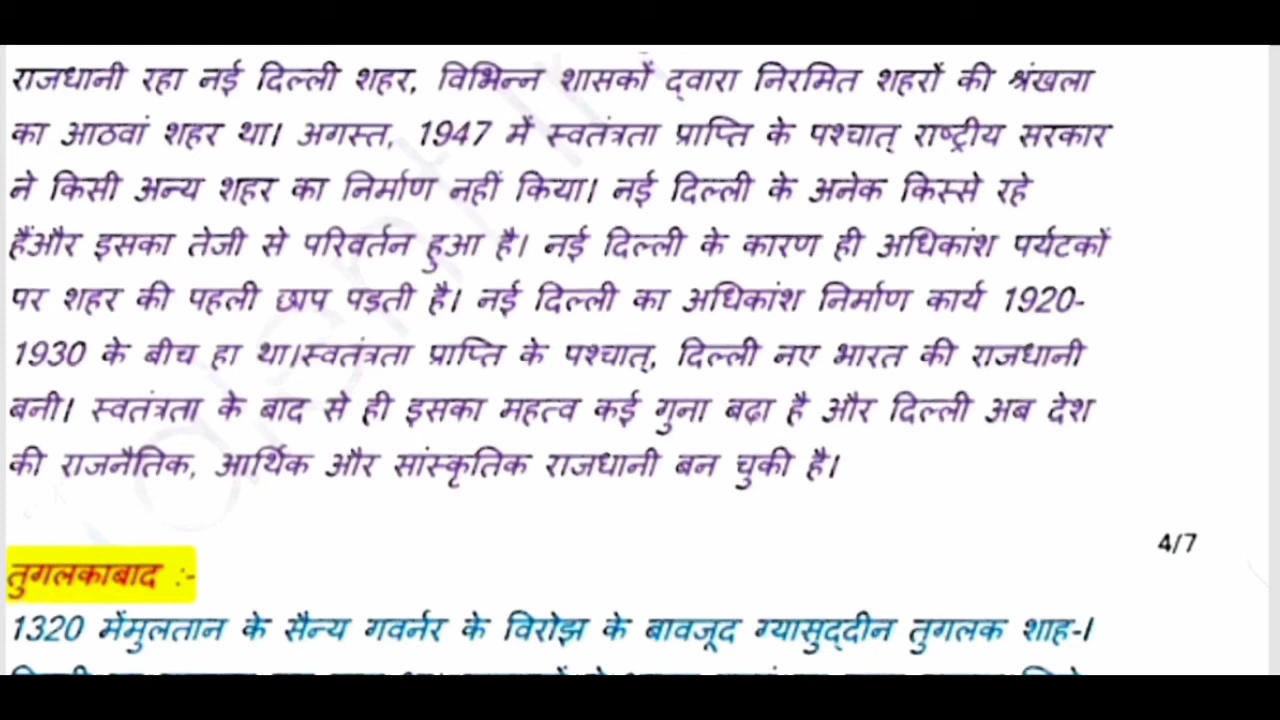 राजधानी रहा नई दिल्ली शहर, विभिन्न शासकों द्वारा निरमित शहरों की श्रंखला
का आठवां शहर था। अगस्त, 1947 में स्वतंत्रता प्राप्ति के पश्चात् राष्ट्रीय सरकार
ने किसी अन्य शहर का निर्माण नहीं किया। नई दिल्ली के अनेक किस्से रहे
हैंऔर इसका तेजी से परिवर्तन हुआ है। नई दिल्ली के कारण ही अधिकांश पर्यटकों
पर शहर की पहली छाप पड़ती है। नई दिल्ली का अधिकांश निर्माण कार्य 1920-
1930 के बीच हा था।स्वतंत्रता प्राप्ति के पश्चात्, दिल्ली नए भारत की राजधानी
बनी। स्वतंत्रता के बाद से ही इसका महत्व कई गुना बढ़ा है और दिल्ली अब देश
की राजनैतिक, आर्थिक और सांस्कृतिक राजधानी बन चुकी है।
4/7
तुगलकाबाद :-
1320 मेंमुलतान के सैन्य गवर्नर के विरोझ के बावजूद ग्यासुद्दीन तुगलक शाह-।